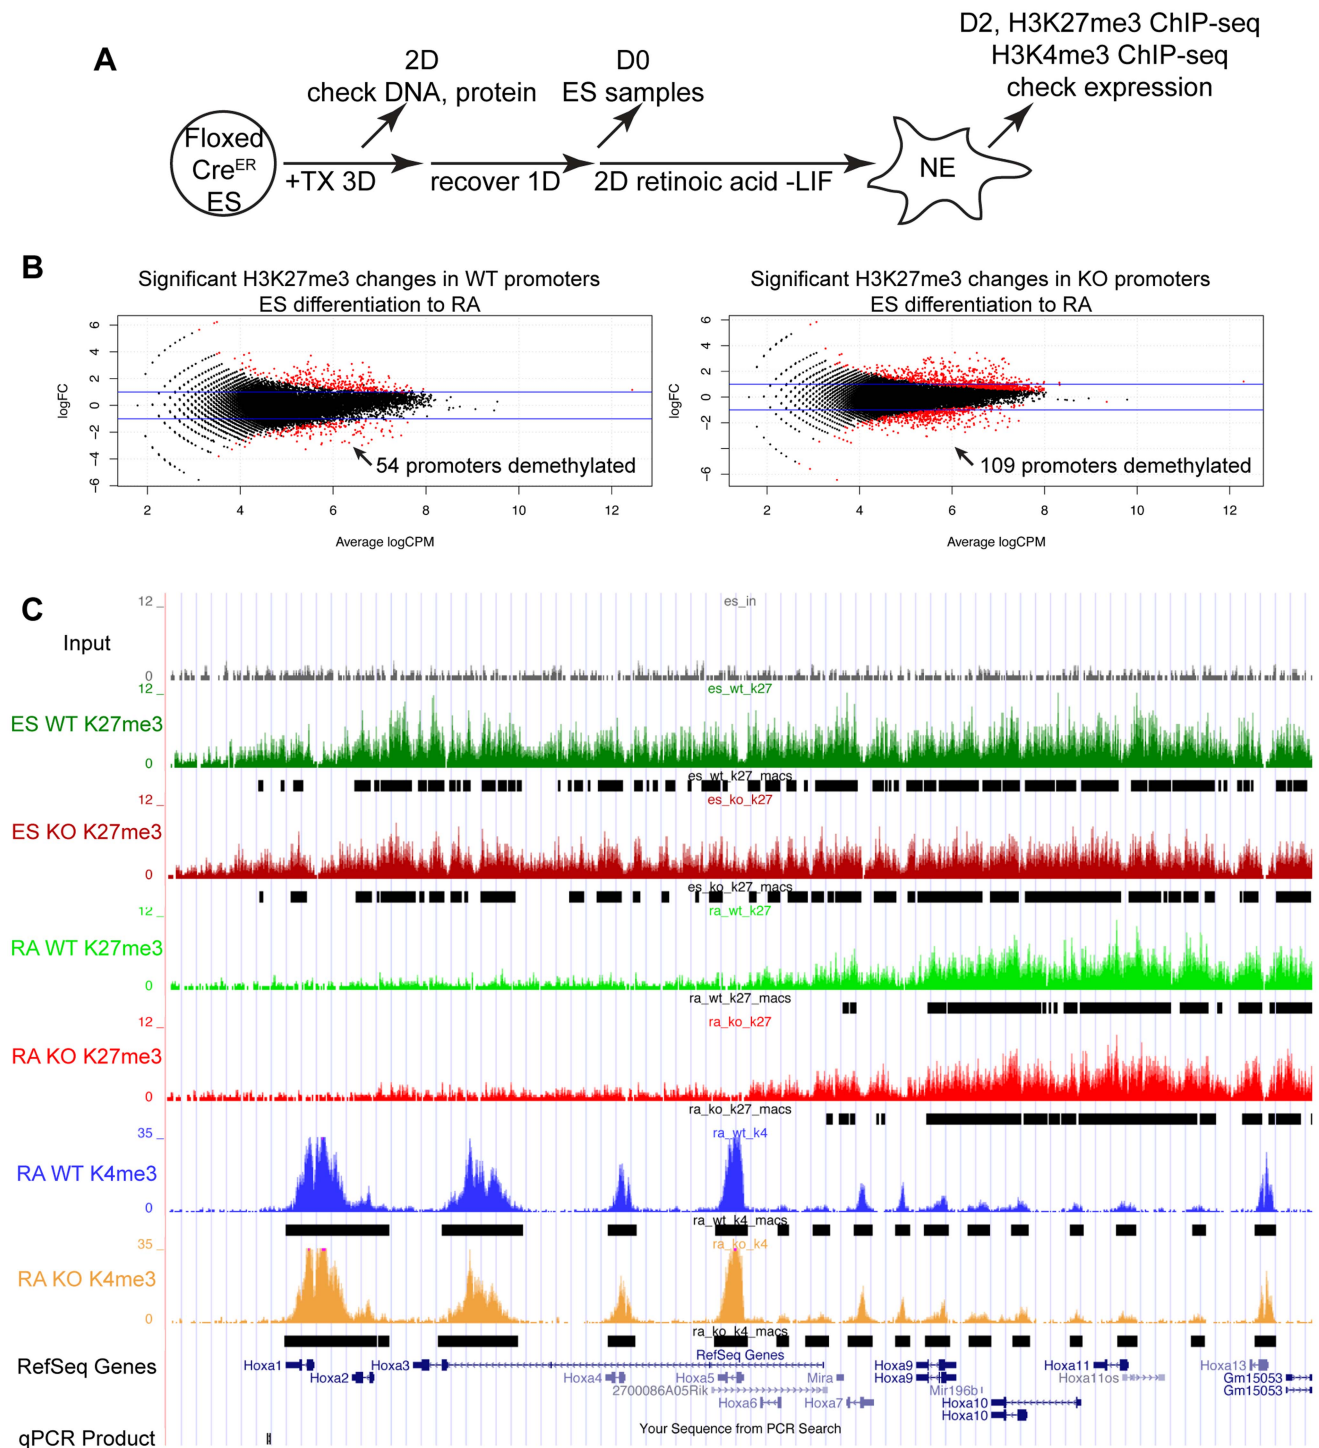 A
Floxed
CreER
ES
+TX 3D
2D
check DNA, protein
recover 1D
D0
ES samples
2D retinoic acid -LIF
NE
D2, H3K27me3 ChIP-seq
H3K4me3 ChIP-seq
check expression
B
Significant H3K27me3 changes in WT promoters
ES differentiation to RA
logFC
6
4
2
0
−2
−4
−6
54 promoters demethylated
2 4 6 8 10 12
Average logCPM
Significant H3K27me3 changes in KO promoters
ES differentiation to RA
logFC
6
4
2
0
−2
−6
109 promoters demethylated
2 4 6 8 10 12
Average logCPM
C
12 _ es_in
Input
0
12 _ es_wt_k27
ES WT K27me3
0
es_wt_k27_macs
12 _ es_ko_k27
ES KO K27me3
0
es_ko_k27_macs
12 _ ra_wt_k27
RA WT K27me3
0
ra_wt_k27_macs
12 _ ra_ko_k27
RA KO K27me3
0
ra_ko_k27_macs
35 _ ra_wt_k4
RA WT K4me3
0
ra_wt_k4_macs
35 _ ra_ko_k4
RA KO K4me3
0
ra_ko_k4_macs
RefSeq Genes
RefSeq Genes
Hoxa1 Hoxa3 Hoxa9 Hoxa11 Hoxa13
Hoxa2 Hoxa4 Hoxa5 Mira Hoxa9 Hoxa11os Gm15053
2700086A05Rik Mir196b Gm15053
Hoxa6 Hoxa7 Hoxa10
Hoxa10
Your Sequence from PCR Search
qPCR Product